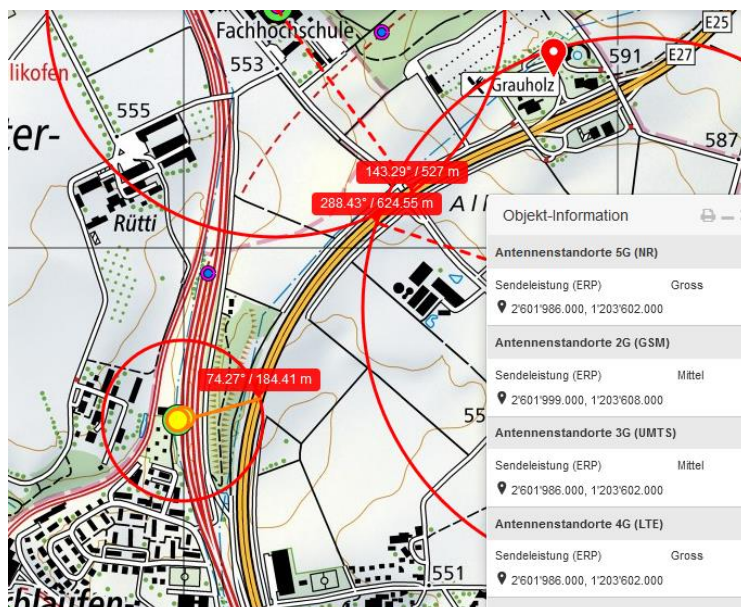 Fachhochschule
E25
591
E27
likofen
553
Grauholz
555
587
er-
143.29° / 527 m
288.43° / 624.55 m
All
Rütti
Objekt-Information
Antennenstandorte 5G (NR)
Sendeleistung (ERP) Gross
2'601'986.000, 1'203'602.000
Antennenstandorte 2G (GSM)
74.27° / 184.41 m
Sendeleistung (ERP) Mittel
2'601'999.000, 1'203'608.000
55
Antennenstandorte 3G (UMTS)
Sendeleistung (ERP) Mittel
2'601'986.000, 1'203'602.000
Antennenstandorte 4G (LTE)
Sendeleistung (ERP) Gross
551
2'601'986.000, 1'203'602.000
rblaufen